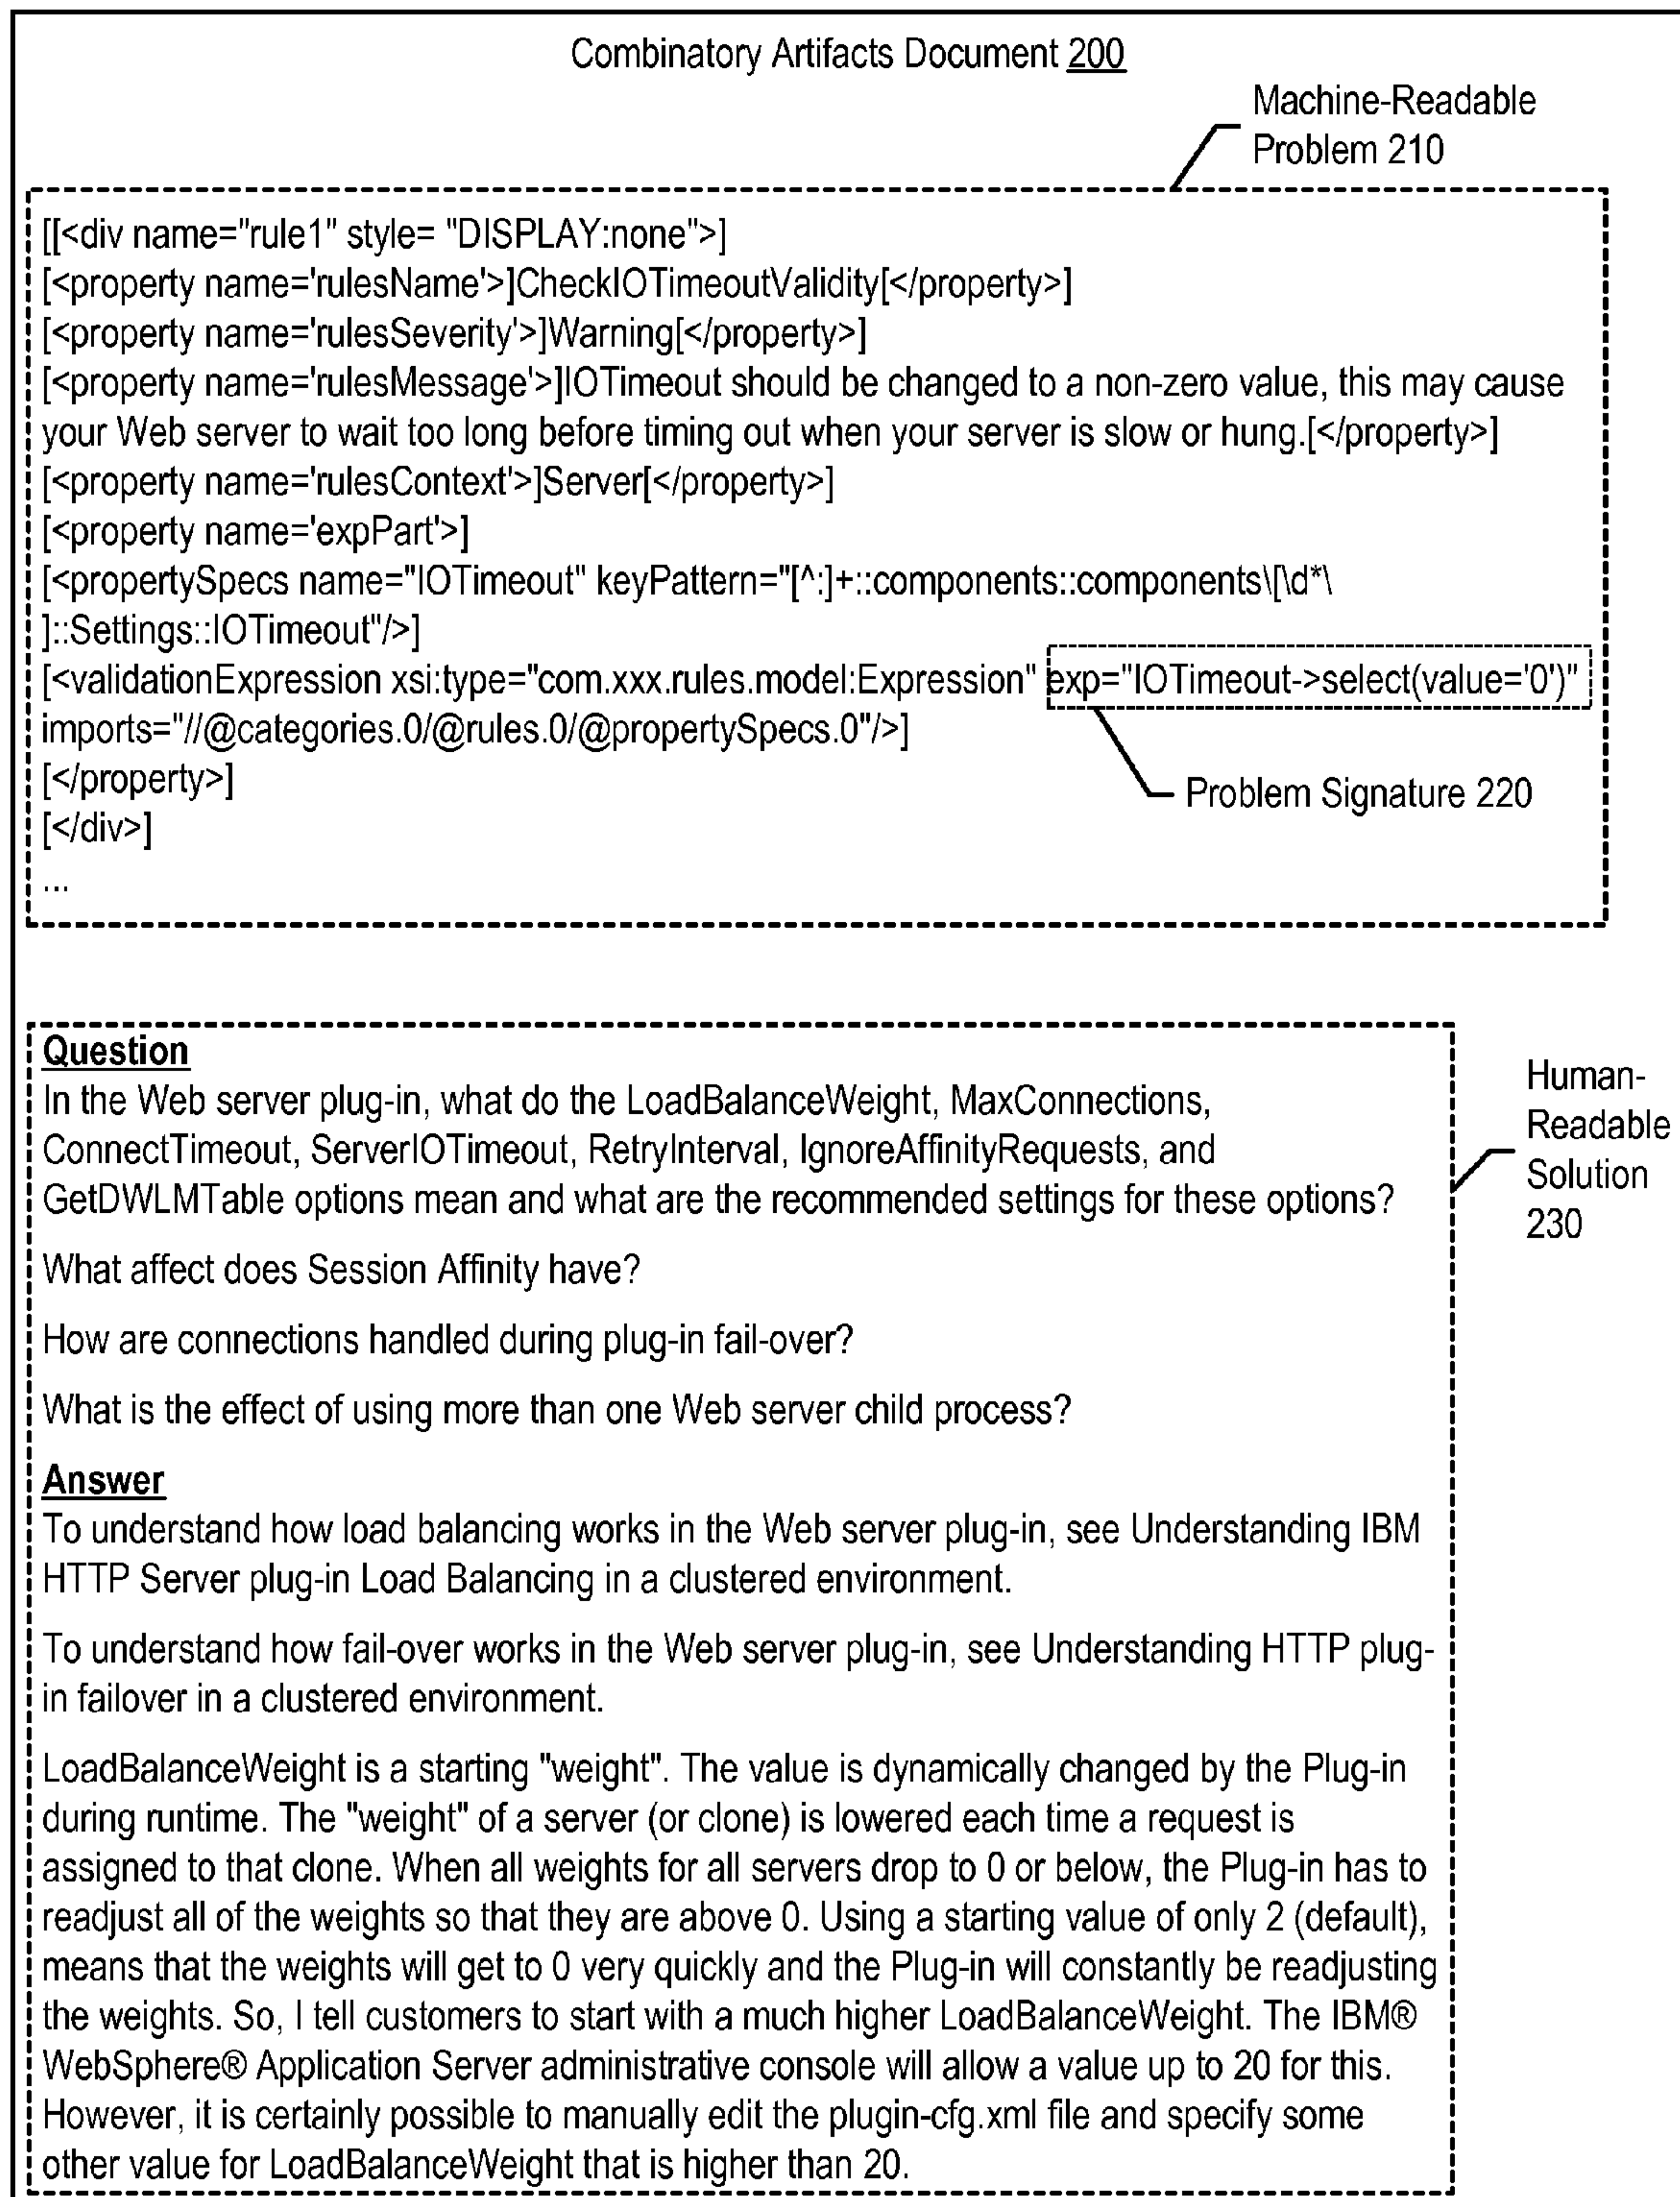 Combinatory Artifacts Document 200
Machine-Readable
Problem 210
[[<div name="rule1" style= "DISPLAY:none">]
[<property name='rulesName'>]CheckIOTimeoutValidity[</property>]
[<property name='rulesSeverity'>]Warning[</property>]
[<property name='rulesMessage'>]IOTimeout should be changed to a non-zero value, this may cause
your Web server to wait too long before timing out when your server is slow or hung.[</property>]
[<property name='rulesContext'>]Server[</property>]
[<property name='expPart'>]
[<propertySpecs name="IOTimeout" keyPattern="[^:]+::components::components\[\d*\
]::Settings::IOTimeout"/>]
[<validationExpression xsi:type="com.xxx.rules.model:Expression" exp="IOTimeout->select(value='0')"
imports="//@categories.0/@rules.0/@propertySpecs.0"/>]
[</property>]
Problem Signature 220
[</div>]
...
Question
In the Web server plug-in, what do the LoadBalanceWeight, MaxConnections,
ConnectTimeout, ServerIOTimeout, RetryInterval, IgnoreAffinityRequests, and
GetDWLMTable options mean and what are the recommended settings for these options?
What affect does Session Affinity have?
How are connections handled during plug-in fail-over?
What is the effect of using more than one Web server child process?
Human-
Readable
Solution
230
Answer
To understand how load balancing works in the Web server plug-in, see Understanding IBM
HTTP Server plug-in Load Balancing in a clustered environment.
To understand how fail-over works in the Web server plug-in, see Understanding HTTP plug-
in failover in a clustered environment.
LoadBalanceWeight is a starting "weight". The value is dynamically changed by the Plug-in
during runtime. The "weight" of a server (or clone) is lowered each time a request is
assigned to that clone. When all weights for all servers drop to 0 or below, the Plug-in has to
readjust all of the weights so that they are above 0. Using a starting value of only 2 (default),
means that the weights will get to 0 very quickly and the Plug-in will constantly be readjusting
the weights. So, I tell customers to start with a much higher LoadBalanceWeight. The IBM®
WebSphere® Application Server administrative console will allow a value up to 20 for this.
However, it is certainly possible to manually edit the plugin-cfg.xml file and specify some
other value for LoadBalanceWeight that is higher than 20.